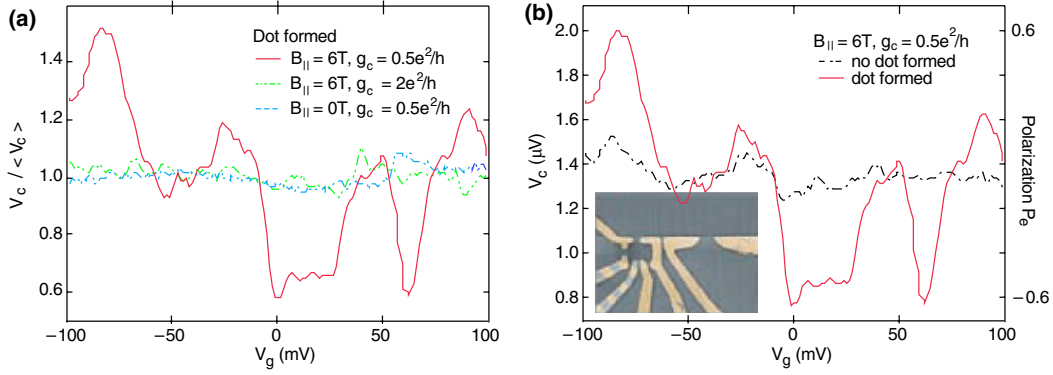 (a)
Dot formed
B|| = 6T, gc = 0.5e²/h
B|| = 6T, gc = 2e²/h
B|| = 0T, gc = 0.5e²/h
Vc / < Vc >
1.4
1.2
1.0
0.8
0.6
−100
−50
0
50
100
Vg (mV)
(b)
B|| = 6T, gc = 0.5e²/h
no dot formed
dot formed
Vc (μV)
2.0
1.8
1.6
1.4
1.2
1.0
0.8
0.6
−0.6
Polarization Pe
−100
−50
0
50
100
Vg (mV)